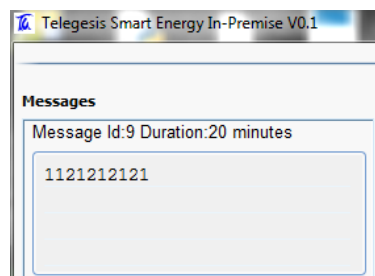 Telegesis Smart Energy In-Premise V0.1
Messages
Message Id:9 Duration:20 minutes
1121212121